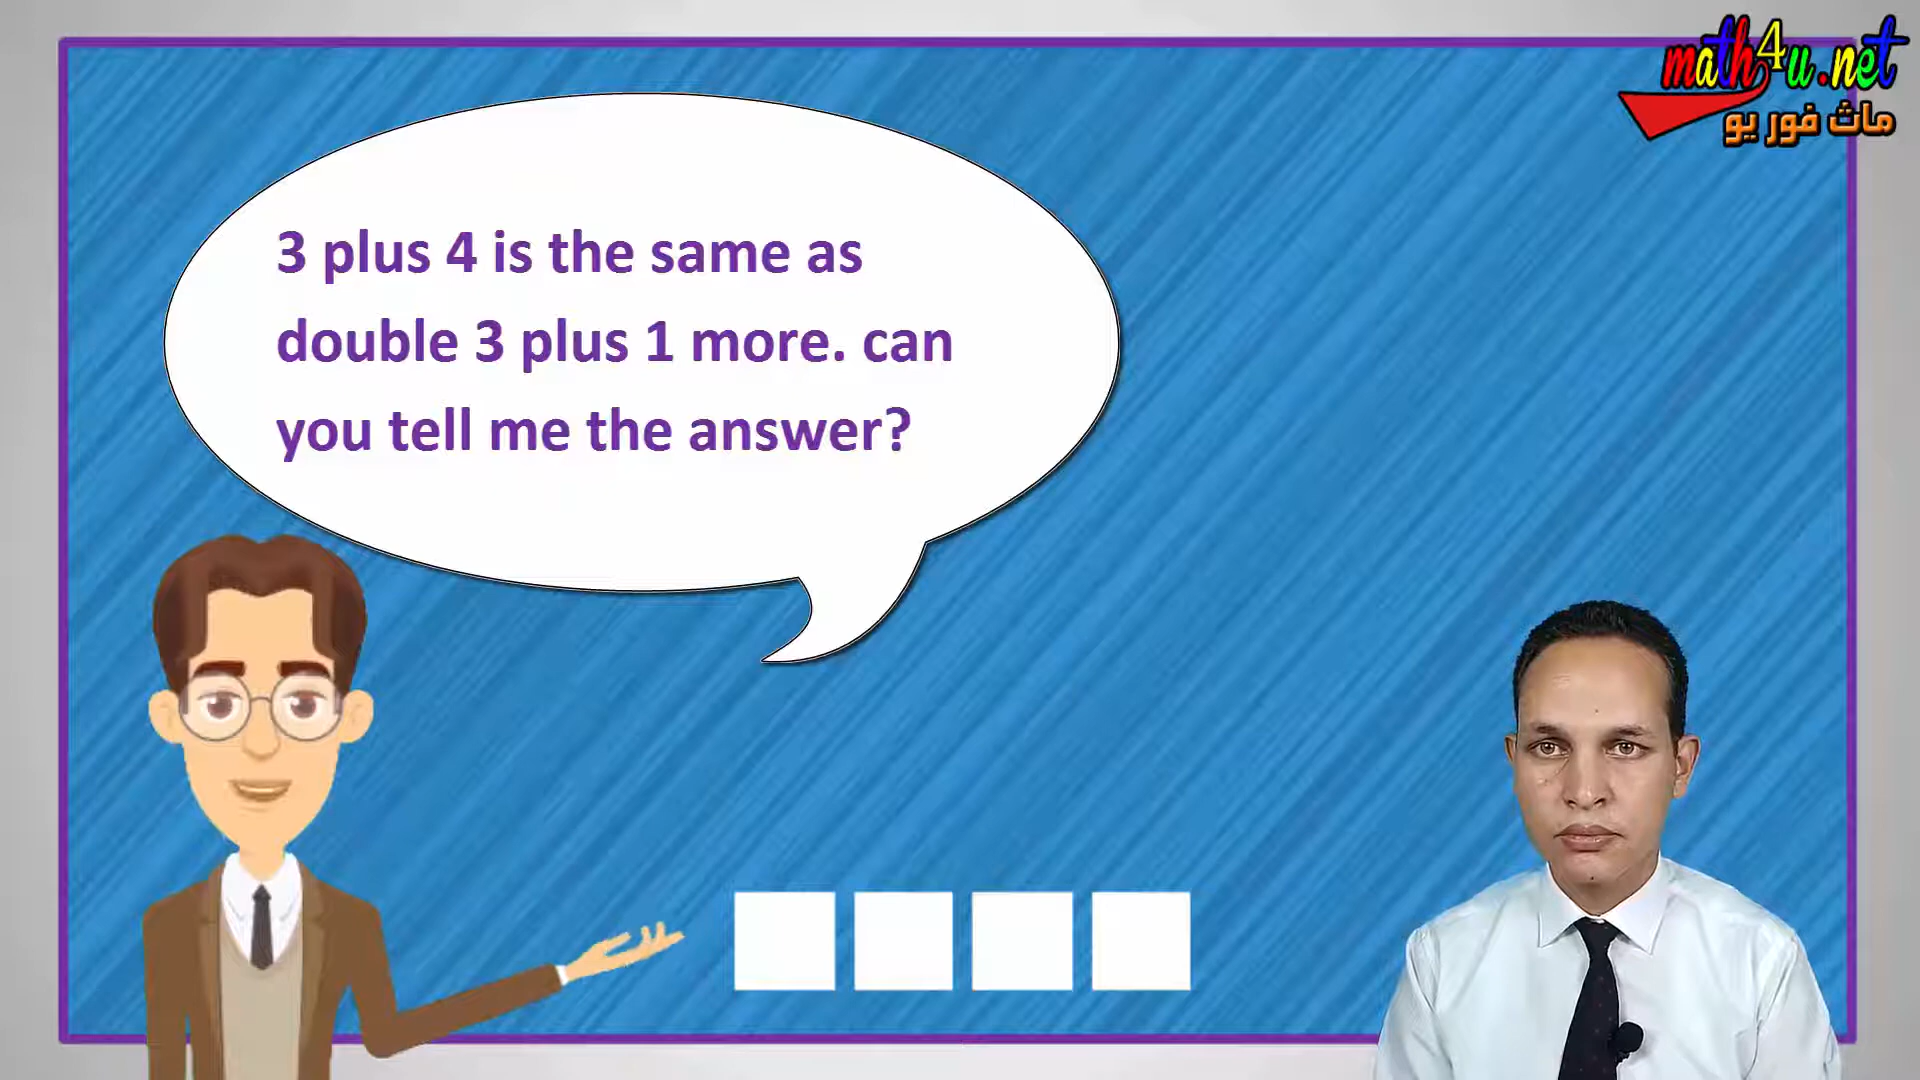 math4u.net
ماث فور يو
3 plus 4 is the same as
double 3 plus 1 more. can
you tell me the answer?